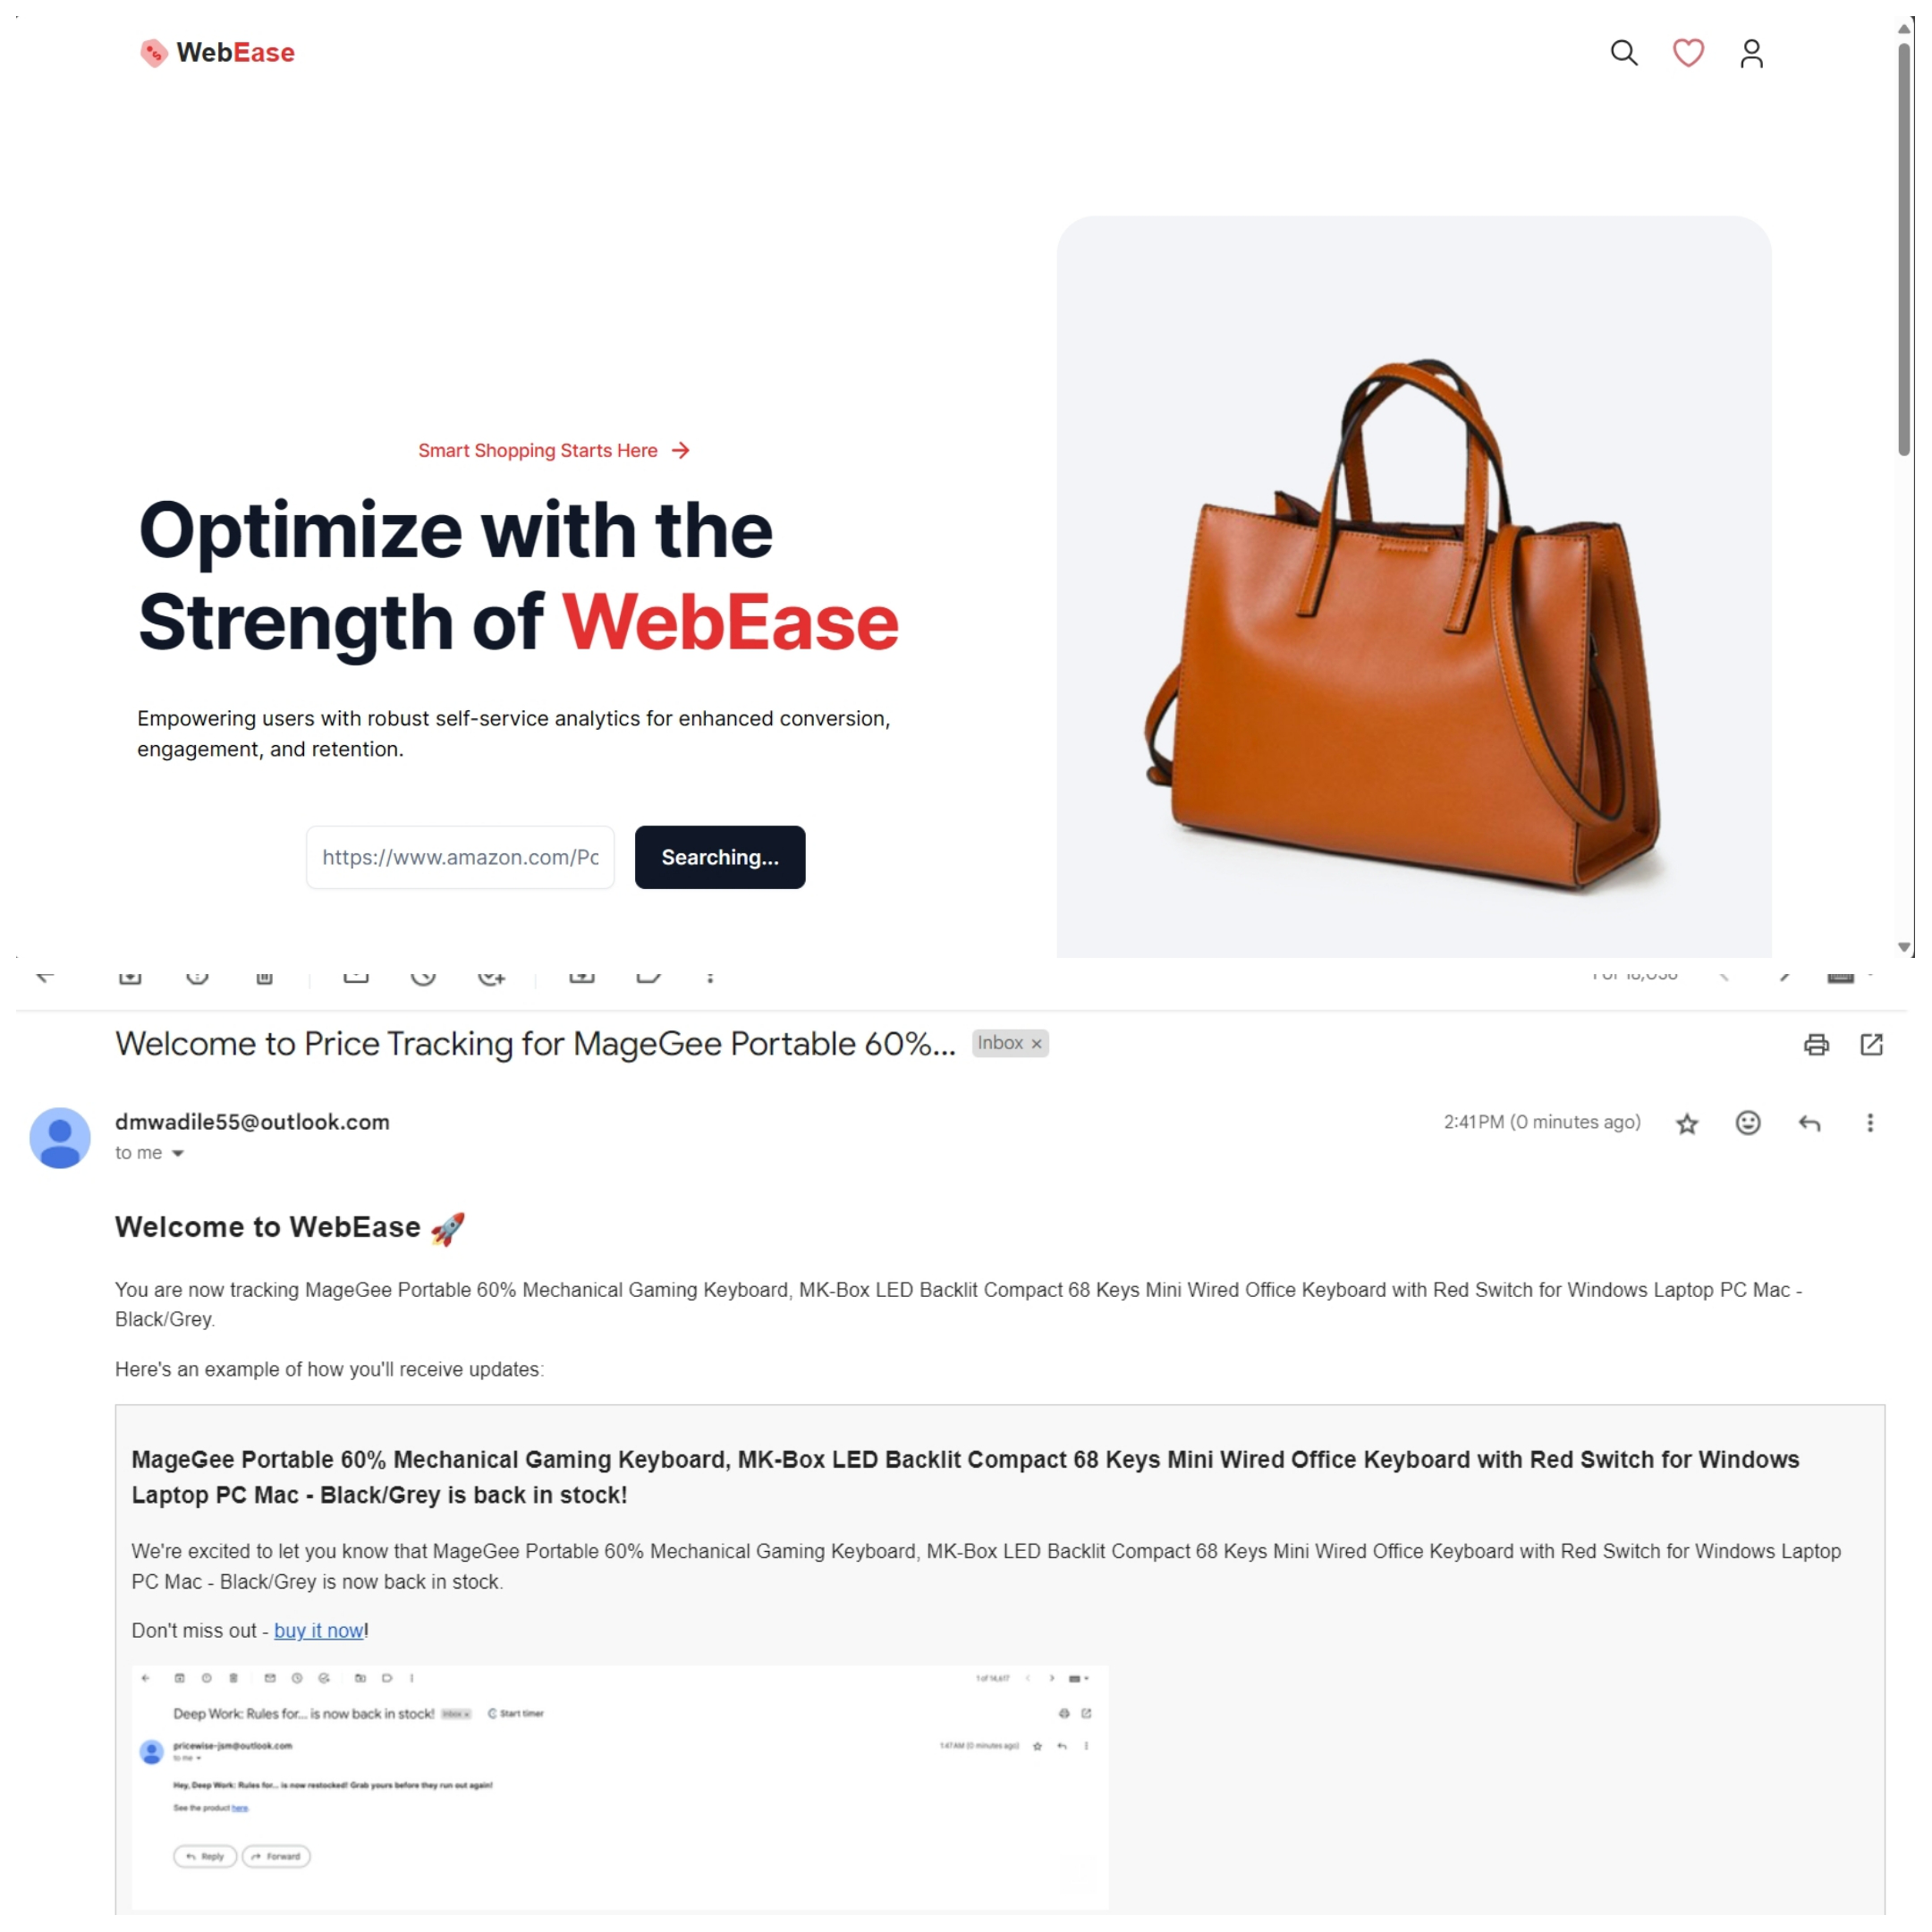 WebEase
Smart Shopping Starts Here
Optimize with the
Strength of WebEase
Empowering users with robust self-service analytics for enhanced conversion,
engagement, and retention.
https://www.amazon.com/Pc
Searching...
Welcome to Price Tracking for MageGee Portable 60%... Inbox ×
dmwadile55@outlook.com
2:41 PM (0 minutes ago)
to me
Welcome to WebEase 🚀
You are now tracking MageGee Portable 60% Mechanical Gaming Keyboard, MK-Box LED Backlit Compact 68 Keys Mini Wired Office Keyboard with Red Switch for Windows Laptop PC Mac -
Black/Grey.
Here's an example of how you'll receive updates:
MageGee Portable 60% Mechanical Gaming Keyboard, MK-Box LED Backlit Compact 68 Keys Mini Wired Office Keyboard with Red Switch for Windows
Laptop PC Mac - Black/Grey is back in stock!
We're excited to let you know that MageGee Portable 60% Mechanical Gaming Keyboard, MK-Box LED Backlit Compact 68 Keys Mini Wired Office Keyboard with Red Switch for Windows Laptop
PC Mac - Black/Grey is now back in stock.
Don't miss out - buy it now!
1 of 14,617
Deep Work: Rules for... is now back in stock! Inbox × Start timer
pricewise-jsm@outlook.com
1:47 AM (0 minutes ago)
to me
Hey, Deep Work: Rules for... is now restocked! Grab yours before they run out again!
See the product here.
Reply
Forward